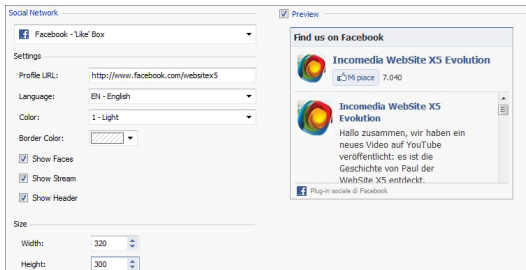 Social Network
Facebook - 'Like' Box
Settings
Profile URL: http://www.facebook.com/websitex5
Language: EN - English
Color: 1 - Light
Border Color:
Show Faces
Show Stream
Show Header
Size
Width: 320
Height: 300
Preview
Find us on Facebook
Incomedia WebSite X5 Evolution
Mi piace 7.040
Incomedia WebSite X5
Evolution
Hallo zusammen, wir haben ein
neues Video auf YouTube
veröffentlicht: es ist die
Geschichte von Paul der
WebSite X5 entdeckt.
Plug-in sociale di Facebook